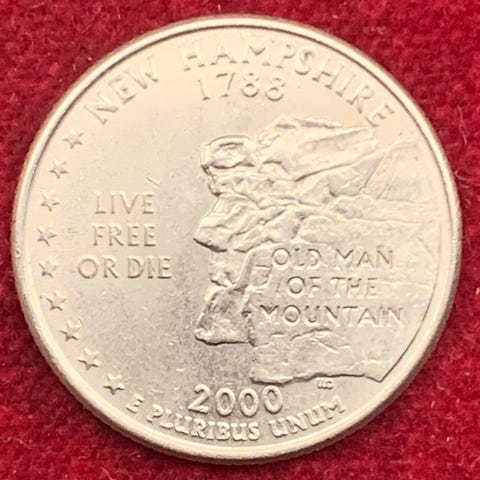 NEW HAMPSHIRE
1788
LIVE
FREE
OR DIE
OLD MAN
OF THE
MOUNTAIN
2000
E PLURIBUS UNUM